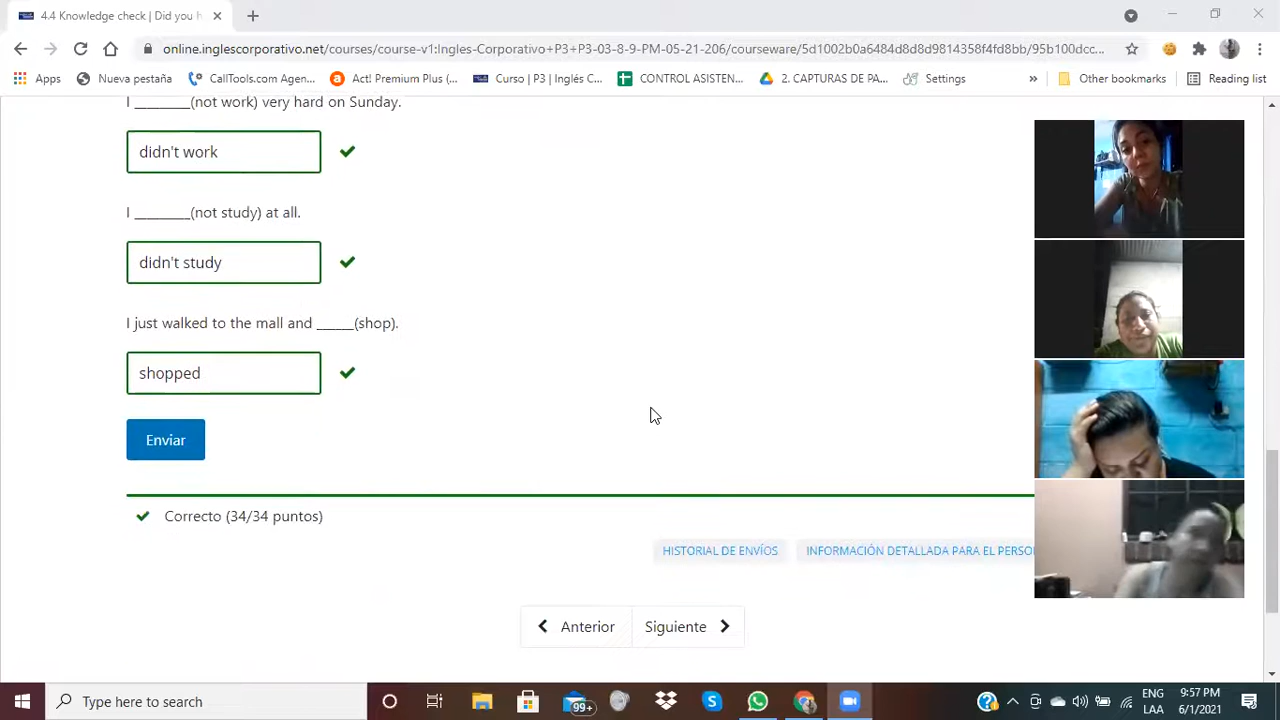 4.4 Knowledge check | Did you h
online.inglescorporativo.net/courses/course-v1:Ingles-Corporativo+P3+P3-03-8-9-PM-05-21-206/courseware/5d1002b0a6484d8d8d9814358f4fd8bb/95b100dcc...
Apps
Nueva pestaña
CallTools.com Agen...
Act! Premium Plus (...
Curso | P3 | Inglés C...
CONTROL ASISTEN...
2. CAPTURAS DE PA...
Settings
»
Other bookmarks
Reading list
I ________(not work) very hard on Sunday.
didn't work
I ________(not study) at all.
didn't study
I just walked to the mall and _____(shop).
shopped
Enviar
Correcto (34/34 puntos)
HISTORIAL DE ENVÍOS
INFORMACIÓN DETALLADA PARA EL PERSO
Anterior
Siguiente
Type here to search
99+
ENG
LAA
9:57 PM
6/1/2021